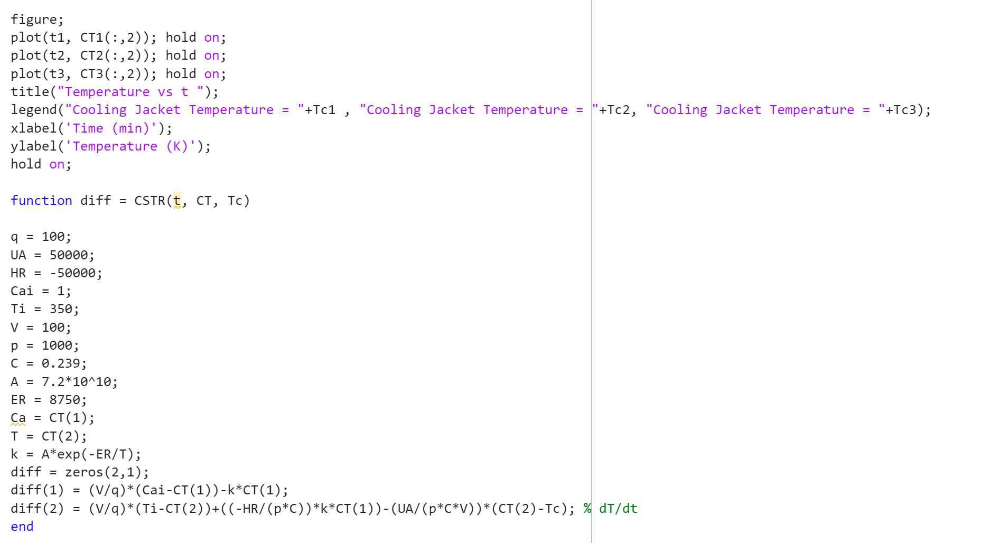 figure;
plot(t1, CT1(:,2)); hold on;
plot(t2, CT2(:,2)); hold on;
plot(t3, CT3(:,2)); hold on;
title("Temperature vs t ");
legend("Cooling Jacket Temperature = "+Tc1 , "Cooling Jacket Temperature = "+Tc2, "Cooling Jacket Temperature = "+Tc3);
xlabel('Time (min)');
ylabel('Temperature (K)');
hold on;
function diff = CSTR(t, CT, Tc)
q = 100;
UA = 50000;
HR = -50000;
Cai = 1;
Ti = 350;
V = 100;
p = 1000;
C = 0.239;
A = 7.2*10^10;
ER = 8750;
Ca = CT(1);
T = CT(2);
k = A*exp(-ER/T);
diff = zeros(2,1);
diff(1) = (V/q)*(Cai-CT(1))-k*CT(1);
diff(2) = (V/q)*(Ti-CT(2))+((-HR/(p*C))*k*CT(1))-(UA/(p*C*V))*(CT(2)-Tc); % dT/dt
end